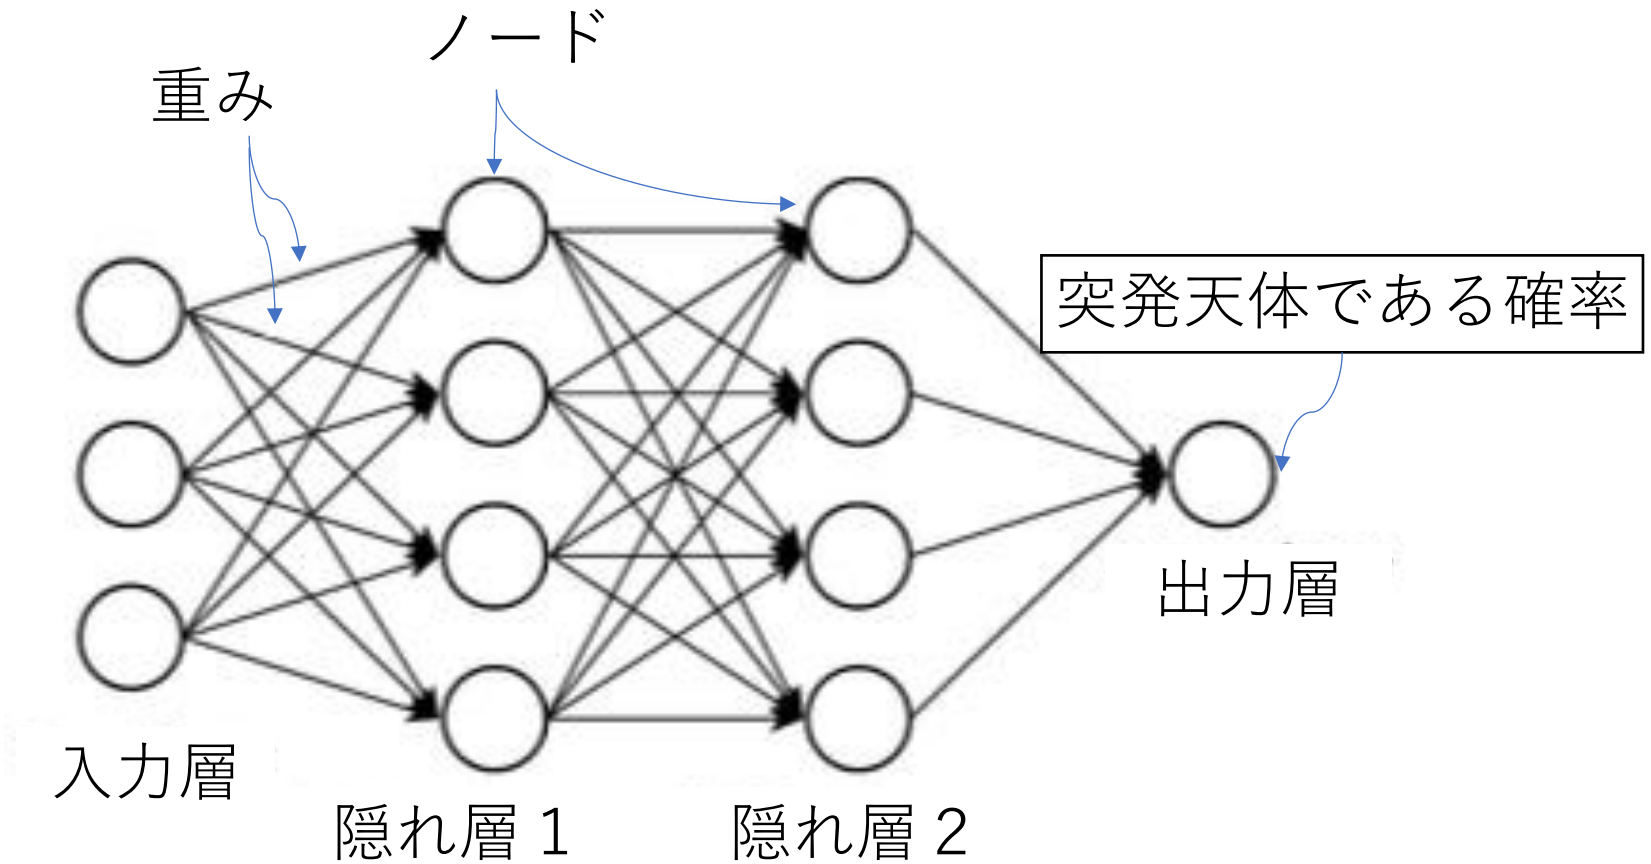 ノード
重み
突発天体である確率
出力層
入力層
隠れ層1
隠れ層2